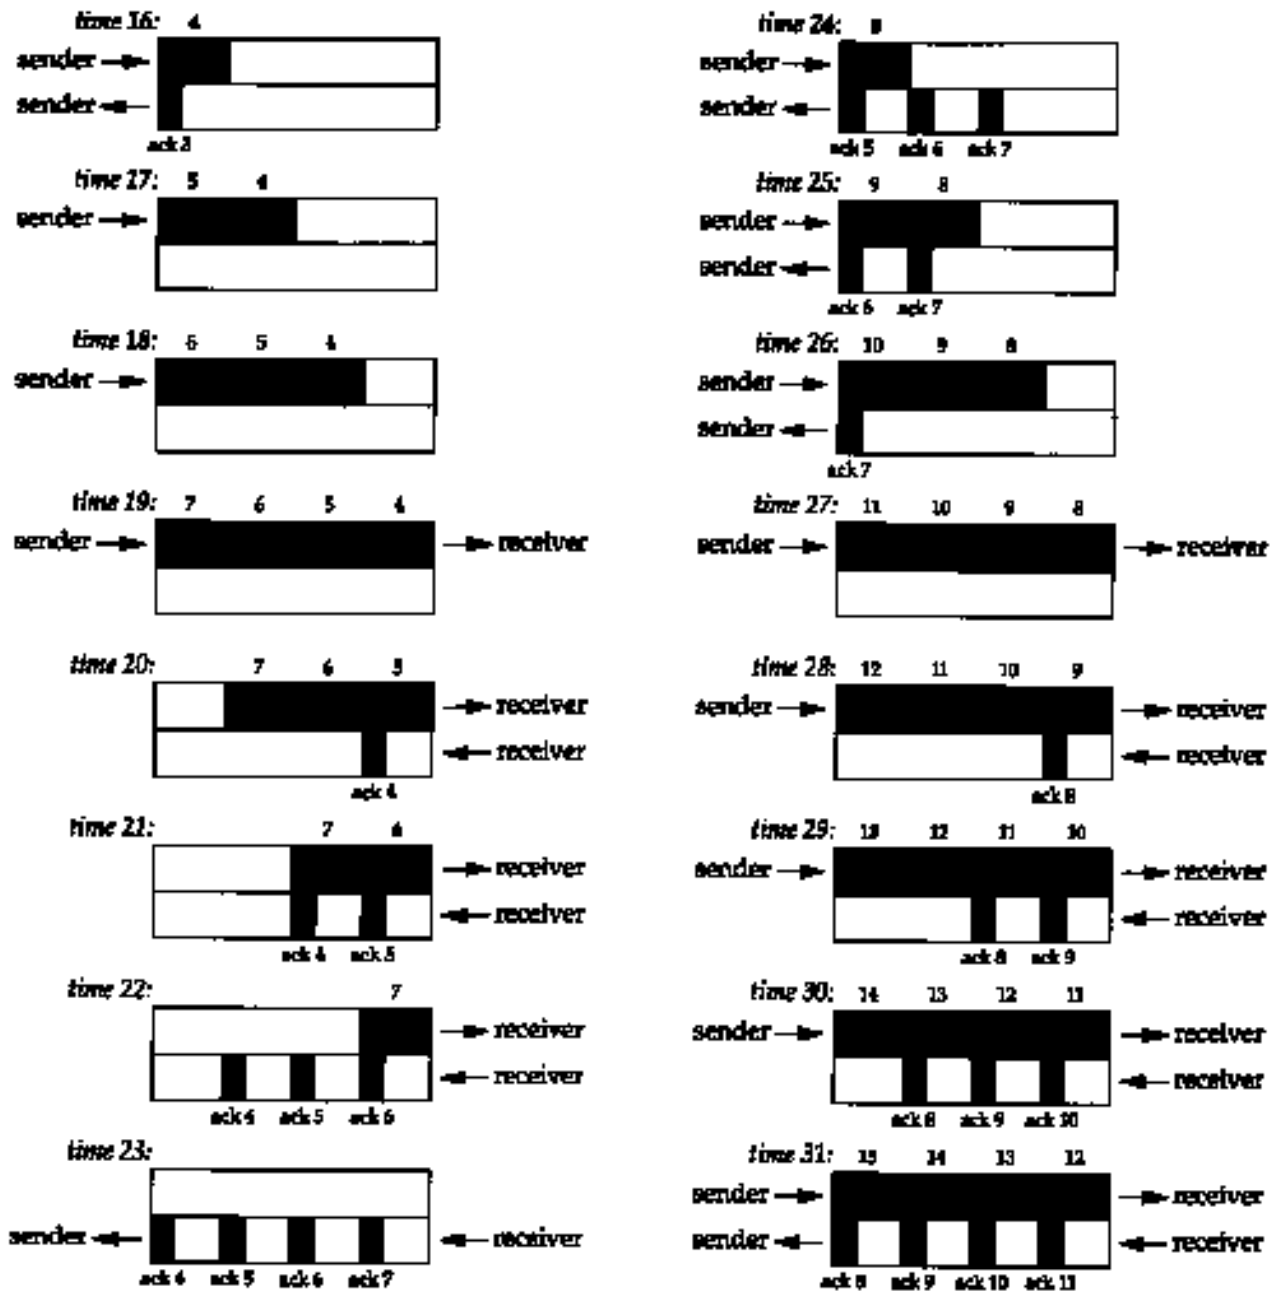 time 16: 4
sender
sender
ack 3
time 17: 5 4
sender
time 18: 6 5 4
sender
time 19: 7 6 5 4
sender receiver
time 20: 7 6 5
receiver
receiver
ack 4
time 21: 7 6
receiver
receiver
ack 4 ack 5
time 22: 7
receiver
receiver
ack 4 ack 5 ack 6
time 23:
sender receiver
ack 4 ack 5 ack 6 ack 7
time 24: 8
sender
sender
ack 5 ack 6 ack 7
time 25: 9 8
sender
sender
ack 6 ack 7
time 26: 10 9 8
sender
sender
ack 7
time 27: 11 10 9 8
sender receiver
time 28: 12 11 10 9
sender receiver
receiver
ack 8
time 29: 13 12 11 10
sender receiver
receiver
ack 8 ack 9
time 30: 14 13 12 11
sender receiver
receiver
ack 8 ack 9 ack 10
time 31: 15 14 13 12
sender receiver
sender receiver
ack 8 ack 9 ack 10 ack 11